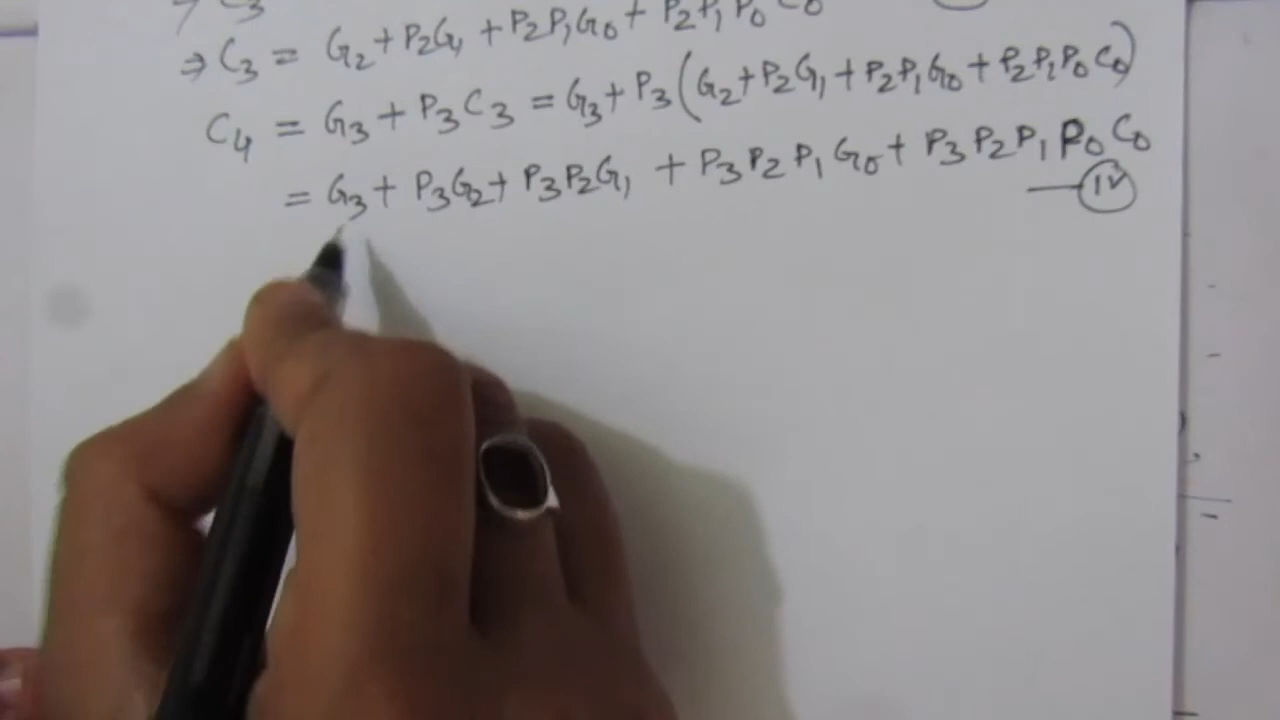 ⇒ C3 = G2 + P2G1 + P2P1G0 + P2P1P0C0
C4 = G3 + P3C3 = G3 + P3(G2+P2G1+P2P1G0+P2P1P0C0)
= G3 + P3G2 + P3P2G1 + P3P2P1G0 + P3P2P1P0C0
— IV